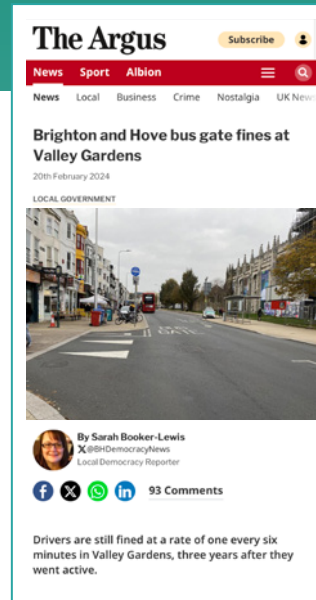 The Argus
Subscribe
News Sport Albion
News Local Business Crime Nostalgia UK News
Brighton and Hove bus gate fines at
Valley Gardens
20th February 2024
LOCAL GOVERNMENT
BUS
GATE
By Sarah Booker-Lewis
@BHDemocracyNews
Local Democracy Reporter
93 Comments
Drivers are still fined at a rate of one every six
minutes in Valley Gardens, three years after they
went active.